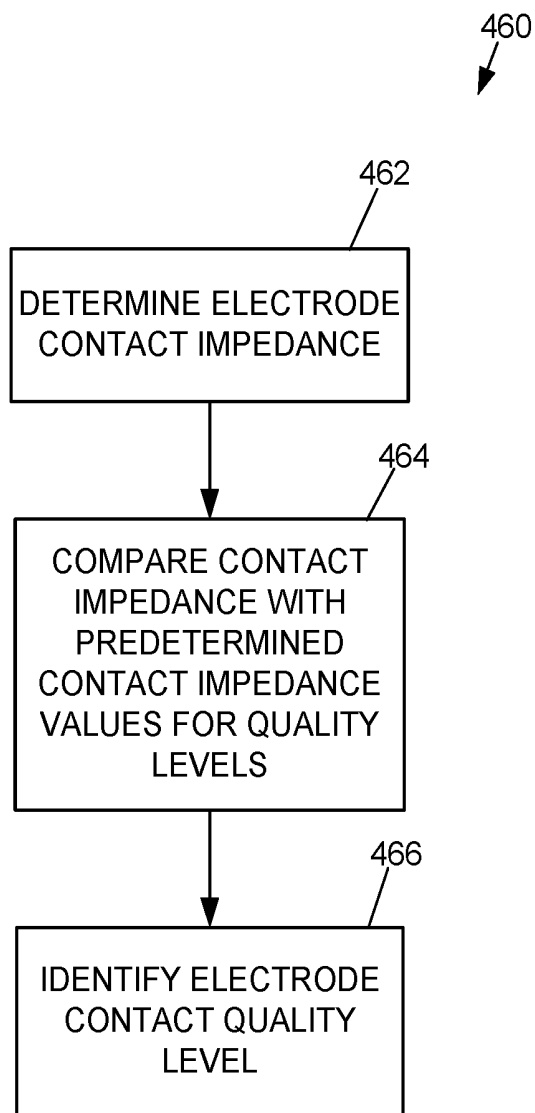 460
462
DETERMINE ELECTRODE
CONTACT IMPEDANCE
464
COMPARE CONTACT
IMPEDANCE WITH
PREDETERMINED
CONTACT IMPEDANCE
VALUES FOR QUALITY
LEVELS
466
IDENTIFY ELECTRODE
CONTACT QUALITY
LEVEL